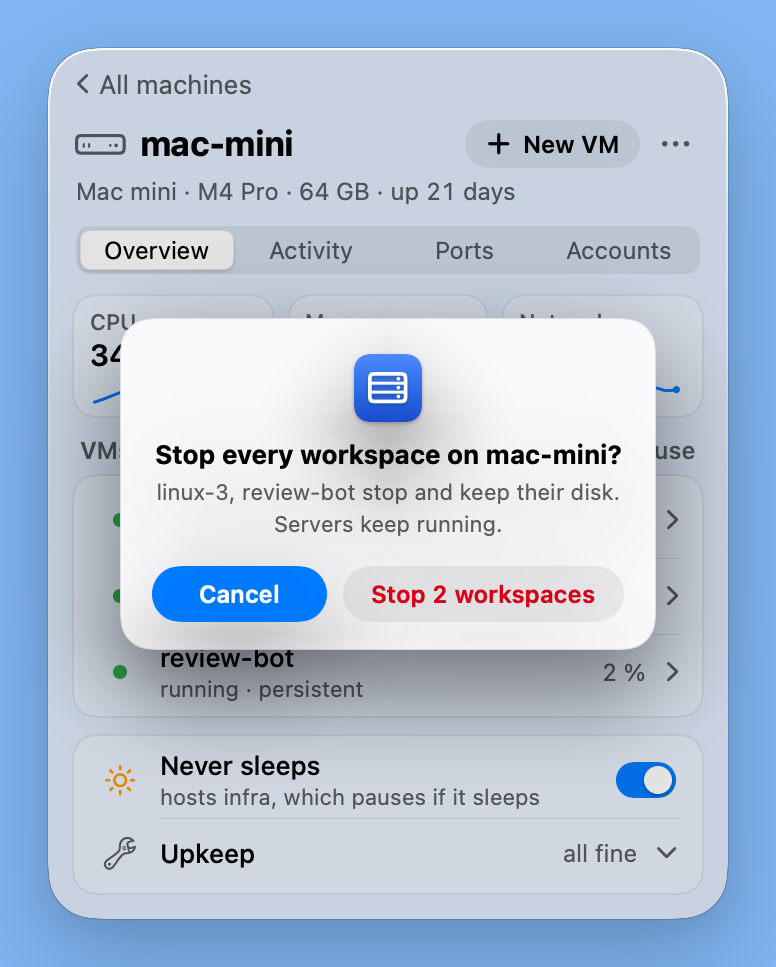 All machines
mac-mini
New VM
Mac mini · M4 Pro · 64 GB · up 21 days
Overview
Activity
Ports
Accounts
CPU
34
Stop every workspace on mac-mini?
linux-3, review-bot stop and keep their disk.
Servers keep running.
Cancel
Stop 2 workspaces
review-bot
running · persistent
2 %
Never sleeps
hosts infra, which pauses if it sleeps
Upkeep
all fine